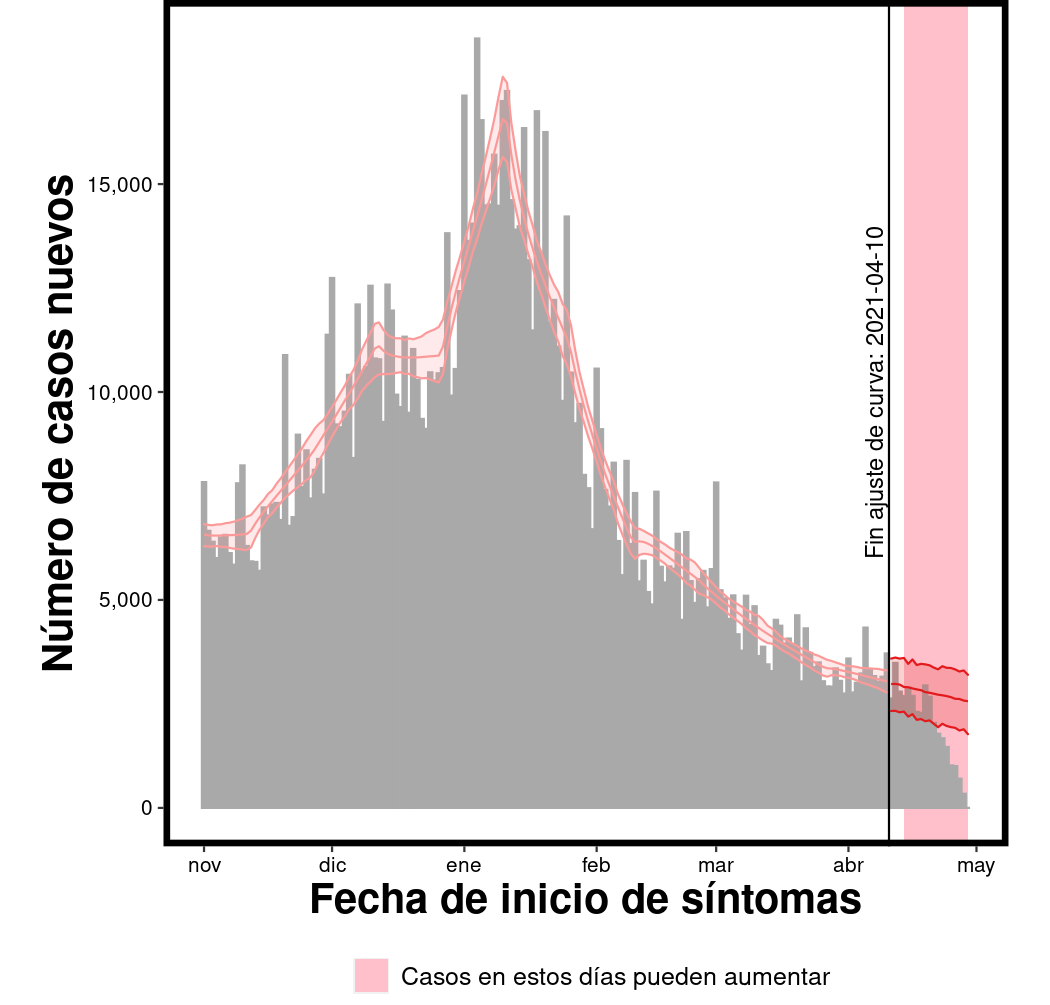 Número de casos nuevos
15,000
10,000
5,000
0
Fin ajuste de curva: 2021-04-10
nov dic ene feb mar abr may
Fecha de inicio de síntomas
Casos en estos días pueden aumentar